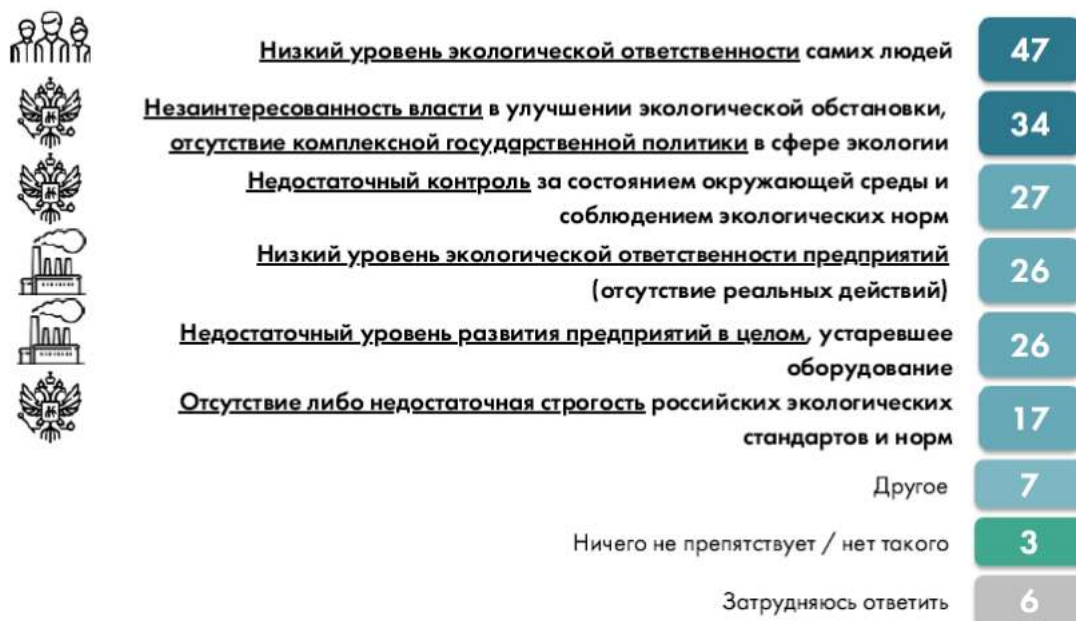 Низкий уровень экологической ответственности самих людей
47
Незаинтересованность власти в улучшении экологической обстановки,
отсутствие комплексной государственной политики в сфере экологии
34
Недостаточный контроль за состоянием окружающей среды и
соблюдением экологических норм
27
Низкий уровень экологической ответственности предприятий
(отсутствие реальных действий)
26
Недостаточный уровень развития предприятий в целом, устаревшее
оборудование
26
Отсутствие либо недостаточная строгость российских экологических
стандартов и норм
17
Другое
7
Ничего не препятствует / нет такого
3
Затрудняюсь ответить
6